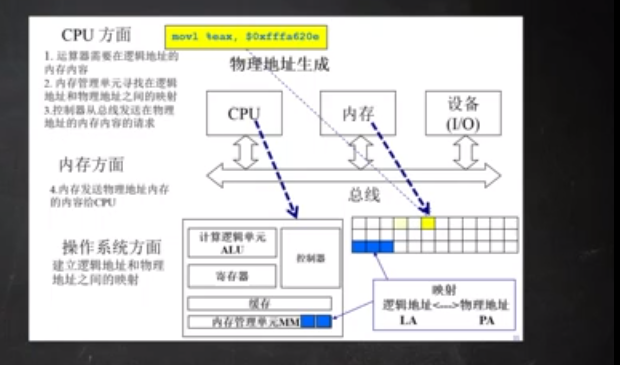 CPU 方面
movl %eax, $0xfffa620e
1. 运算器需要在逻辑地址的
内存内容
2. 内存管理单元寻找在逻辑
地址和物理地址之间的映射
3.控制器从总线发送在物理
地址的内存内容的请求
物理地址生成
CPU
内存
设备
(I/O)
总线
内存方面
4.内存发送物理地址内存
的内容给CPU
操作系统方面
建立逻辑地址和物理
地址之间的映射
计算逻辑单元
ALU
控制器
寄存器
缓存
内存管理单元MM
映射
逻辑地址<--->物理地址
LA PA